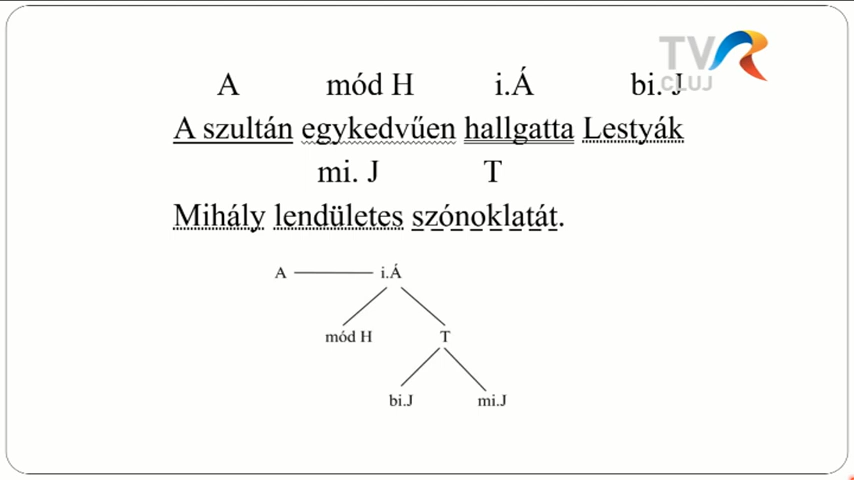 TVR
CLUJ
A mód H i.Á bi. J
A szultán egykedvűen hallgatta Lestyák
mi. J T
Mihály lendületes szónoklatát.
A i.Á
mód H T
bi.J mi.J